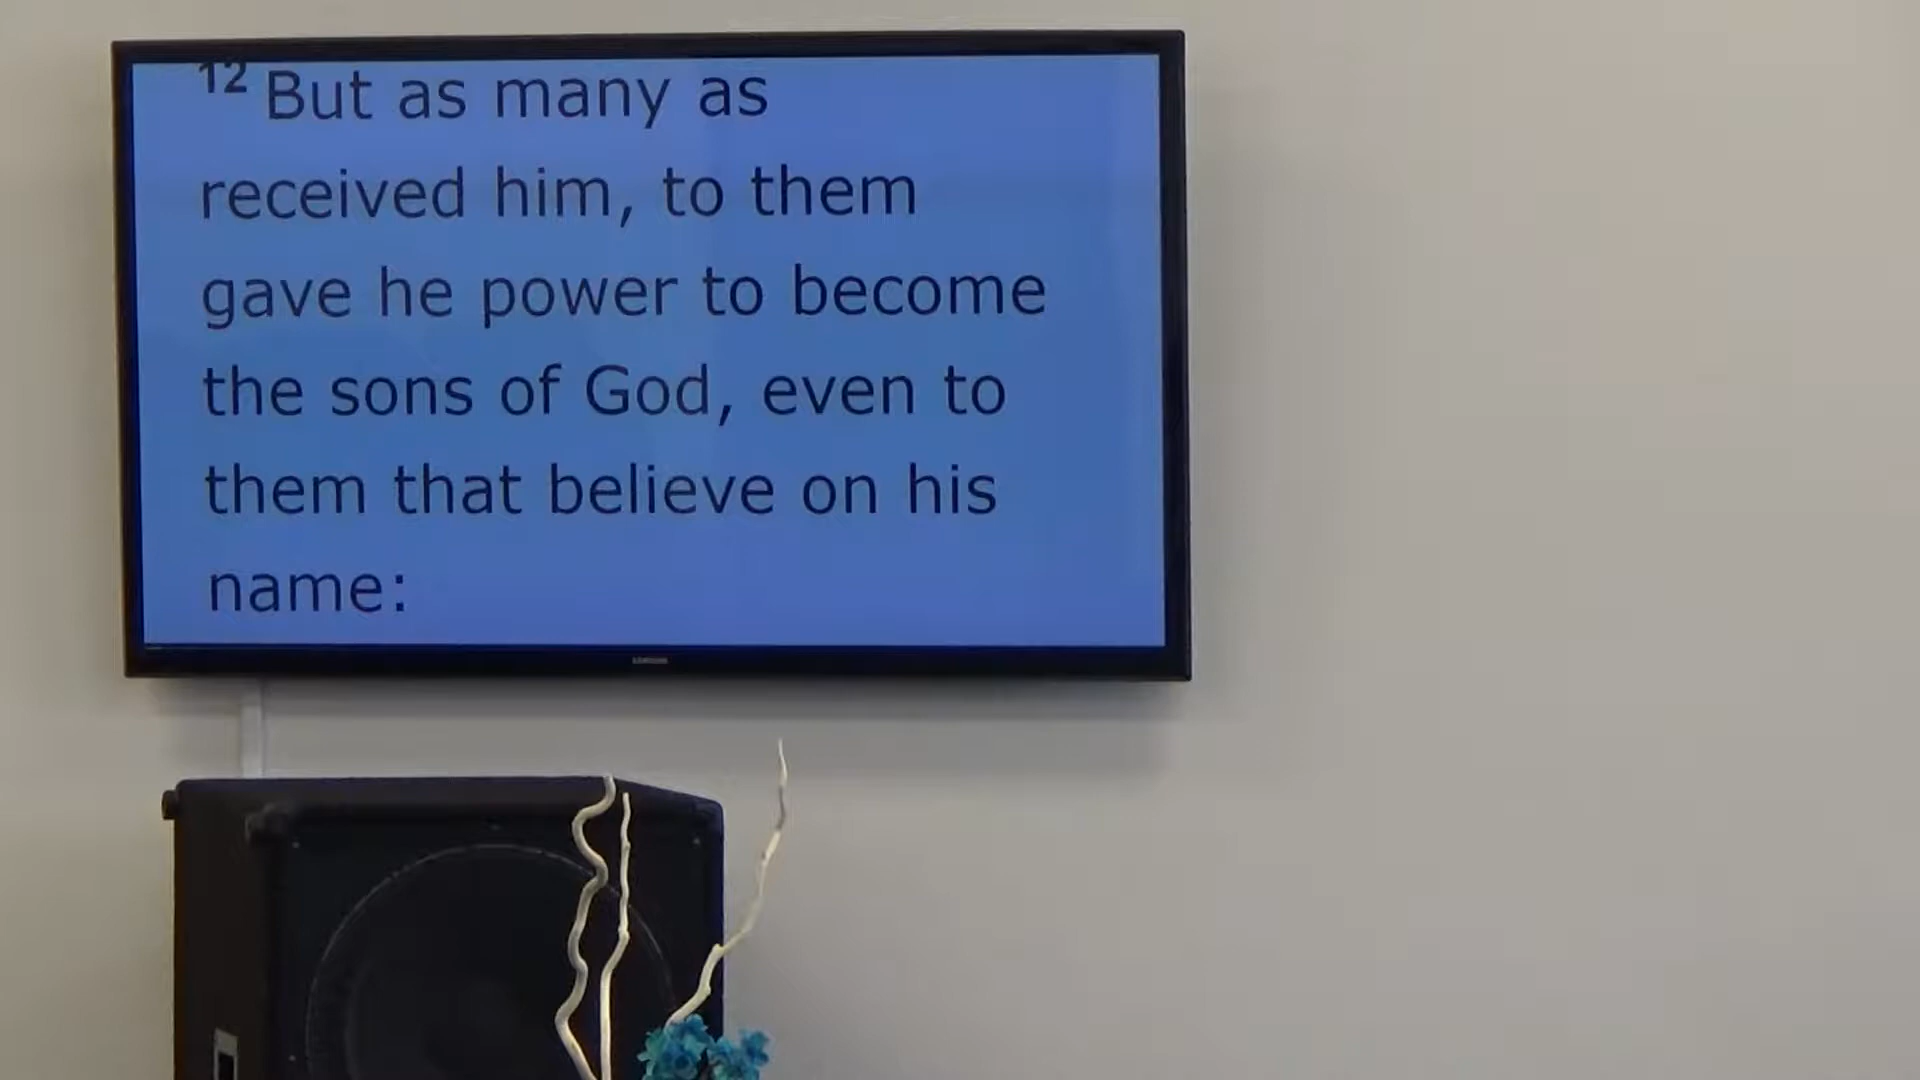 12 But as many as
received him, to them
gave he power to become
the sons of God, even to
them that believe on his
name:
SAMSUNG